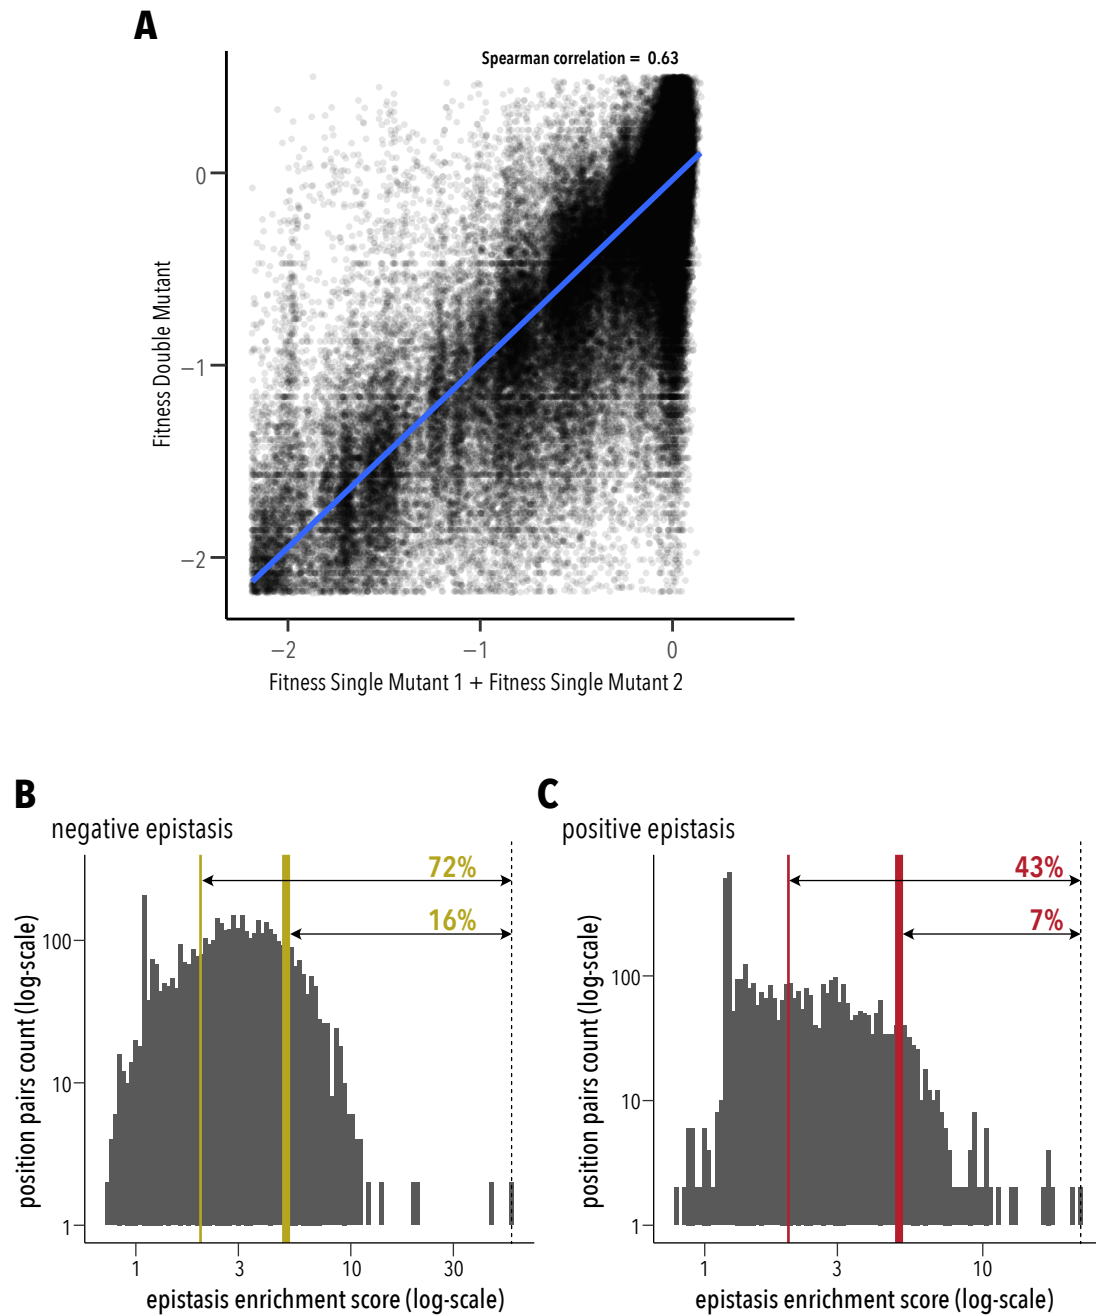 A
Spearman correlation = 0.63
0
−1
−2
Fitness Double Mutant
−2
−1
0
Fitness Single Mutant 1 + Fitness Single Mutant 2
B
negative epistasis
72%
16%
100
10
1
position pairs count (log-scale)
1
3
10
30
epistasis enrichment score (log-scale)
C
positive epistasis
43%
7%
100
10
1
position pairs count (log-scale)
1
3
10
epistasis enrichment score (log-scale)